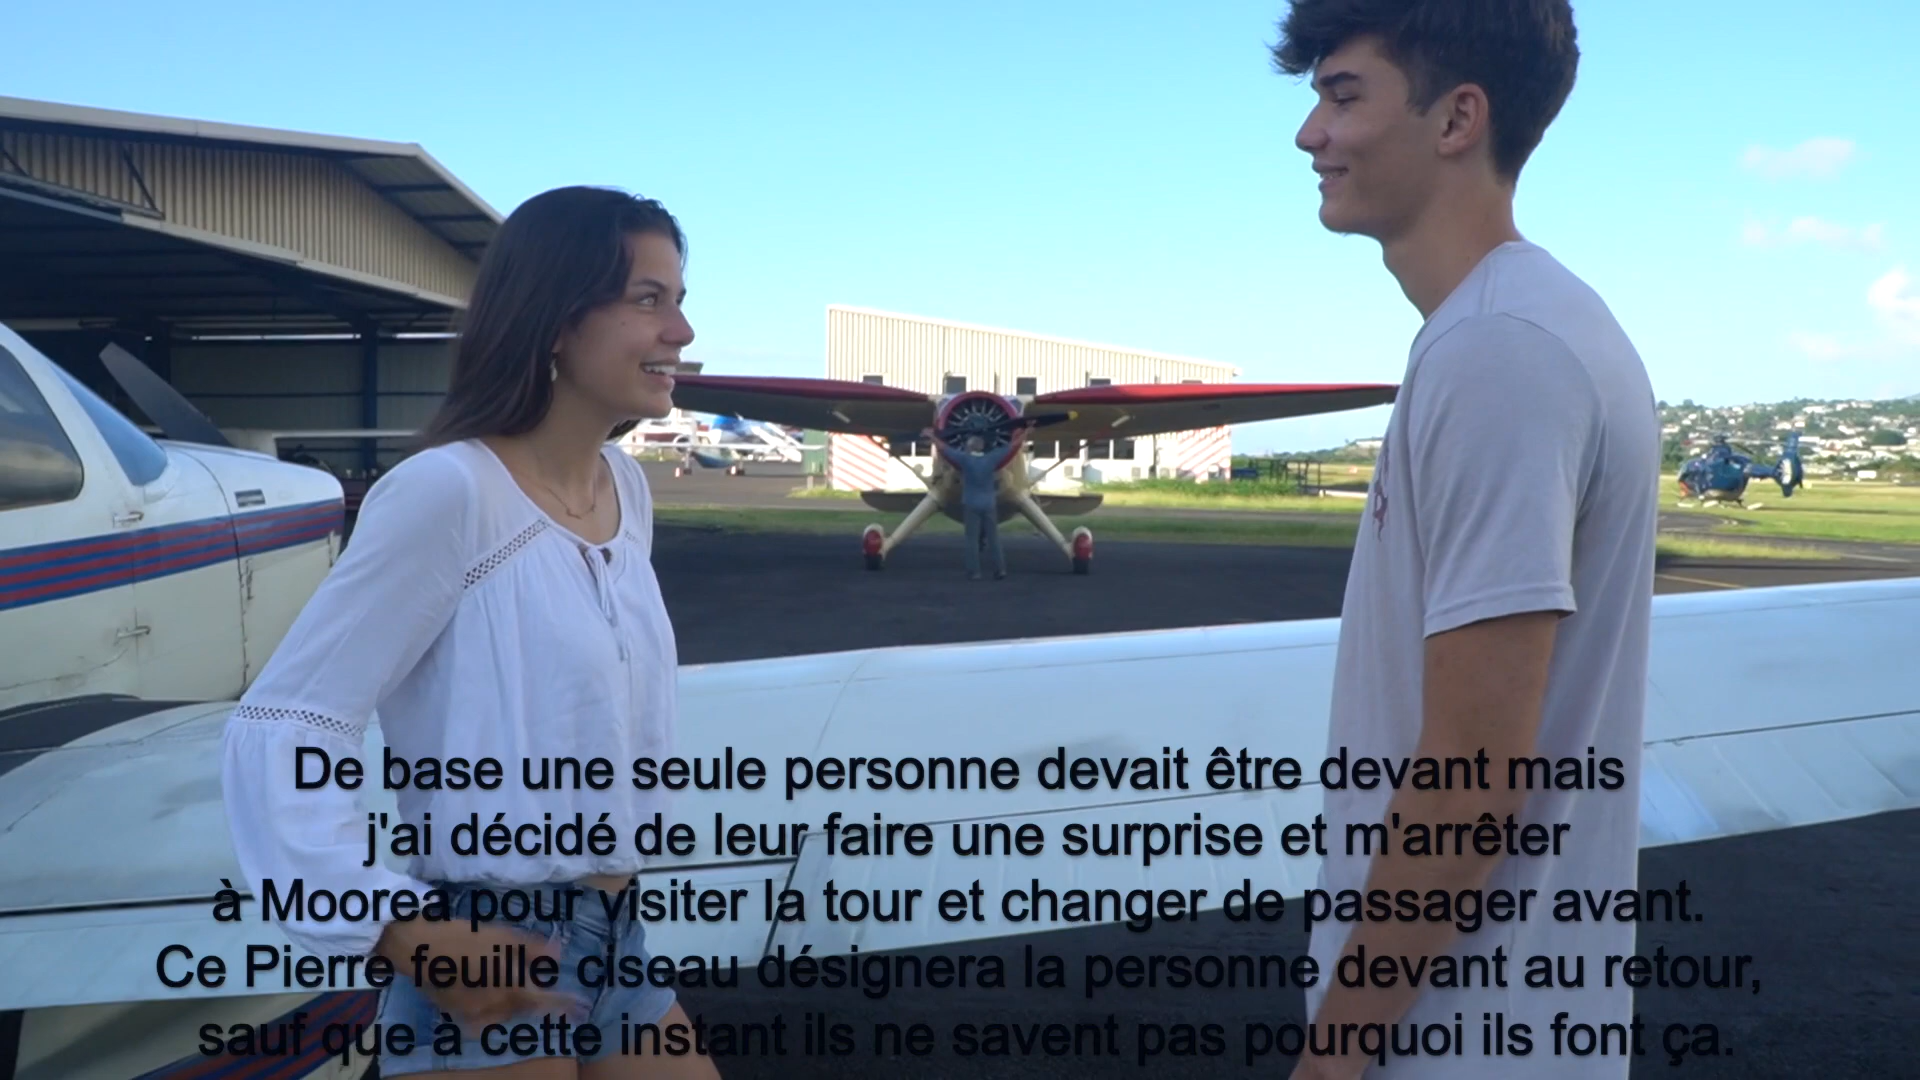 De base une seule personne devait être devant mais
j'ai décidé de leur faire une surprise et m'arrêter
à Moorea pour visiter la tour et changer de passager avant.
Ce Pierre feuille ciseau désignera la personne devant au retour,
sauf que à cette instant ils ne savent pas pourquoi ils font ça.